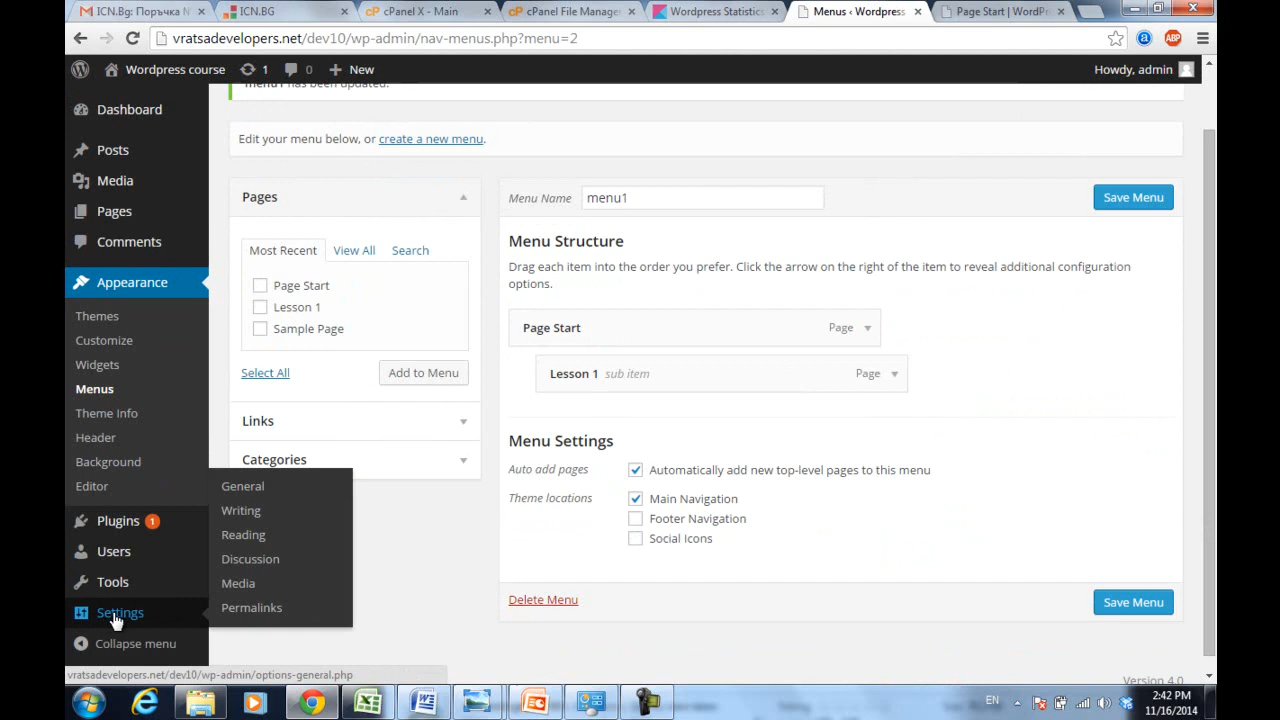 ICN.Bg: Поръчка N
ICN.BG
cPanel X - Main
cPanel File Manage
Wordpress Statistics
Menus ‹ Wordpress
Page Start | WordPr
vratsadevelopers.net/dev10/wp-admin/nav-menus.php?menu=2
Wordpress course
1
0
New
Howdy, admin
Dashboard
Posts
Media
Pages
Comments
Appearance
Themes
Customize
Widgets
Menus
Theme Info
Header
Background
Editor
Plugins 1
Users
Tools
Settings
Collapse menu
General
Writing
Reading
Discussion
Media
Permalinks
menu1 has been updated.
Edit your menu below, or create a new menu.
Pages
Most Recent
View All
Search
Page Start
Lesson 1
Sample Page
Select All
Add to Menu
Links
Categories
Menu Name
menu1
Save Menu
Menu Structure
Drag each item into the order you prefer. Click the arrow on the right of the item to reveal additional configuration
options.
Page Start
Page
Lesson 1 sub item
Page
Menu Settings
Auto add pages
Automatically add new top-level pages to this menu
Theme locations
Main Navigation
Footer Navigation
Social Icons
Delete Menu
Save Menu
Version 4.0
vratsadevelopers.net/dev10/wp-admin/options-general.php
EN
2:42 PM
11/16/2014